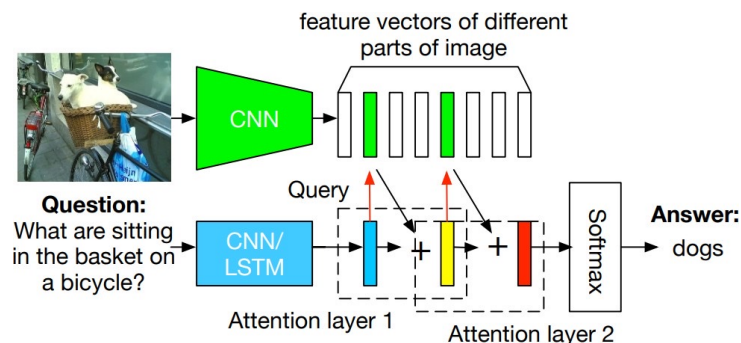 feature vectors of different
parts of image
CNN
Query
Question:
What are sitting
in the basket on
a bicycle?
CNN/
LSTM
+
+
Softmax
Answer:
dogs
Attention layer 1
Attention layer 2